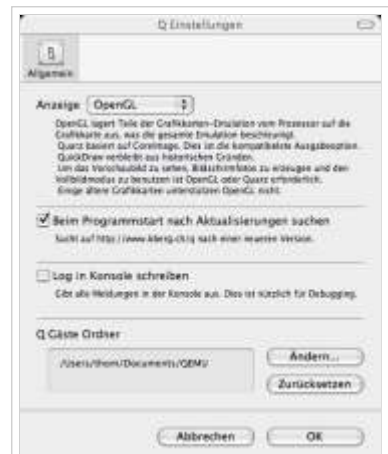 Q Einstellungen
Allgemein
Anzeige OpenGL
OpenGL lagert Teile der Grafikkarten-Emulation vom Prozessor auf die
Grafikkarte aus, was die gesamte Emulation beschleunigt.
Quarz basiert auf CoreImage. Dies ist die kompatibelste Ausgabeoption.
QuickDraw verbleibt aus historischen Gründen.
Um das Vorschaubild zu sehen, Bildschirmfotos zu erzeugen und den
Vollbildmodus zu benutzen ist OpenGL oder Quarz erforderlich.
Einige ältere Grafikkarten unterstützen OpenGL nicht.
Beim Programmstart nach Aktualisierungen suchen
Sucht auf http://www.kberg.ch/q nach einer neueren Version.
Log in Konsole schreiben
Gibt alle Meldungen in der Konsole aus. Dies ist nützlich für Debugging.
Q Gäste Ordner
/Users/thom/Documents/QEMU/
Ändern...
Zurücksetzen
Abbrechen
OK